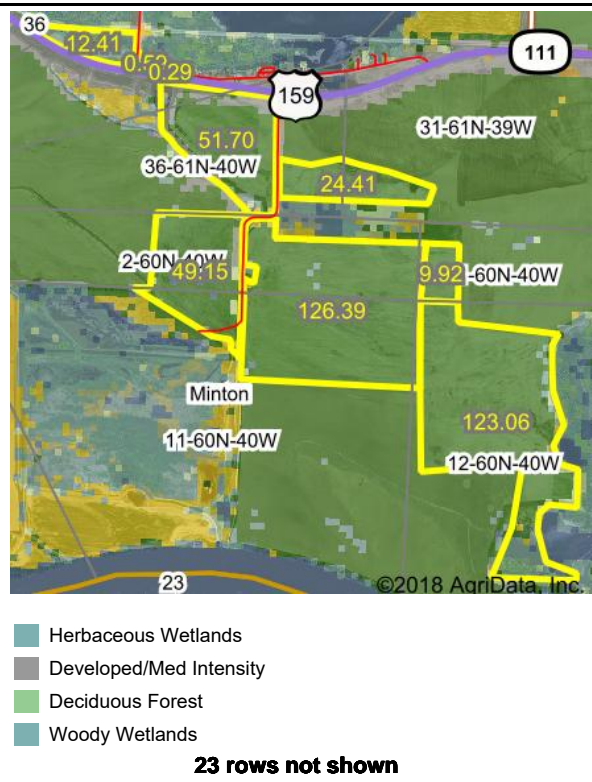 36
12.41
0.29
111
159
51.70
31-61N-39W
36-61N-40W
24.41
2-60N-40W
49.15
9.92
-60N-40W
126.39
Minton
123.06
11-60N-40W
12-60N-40W
23
©2018 AgriData, Inc.
Herbaceous Wetlands
Developed/Med Intensity
Deciduous Forest
Woody Wetlands
23 rows not shown